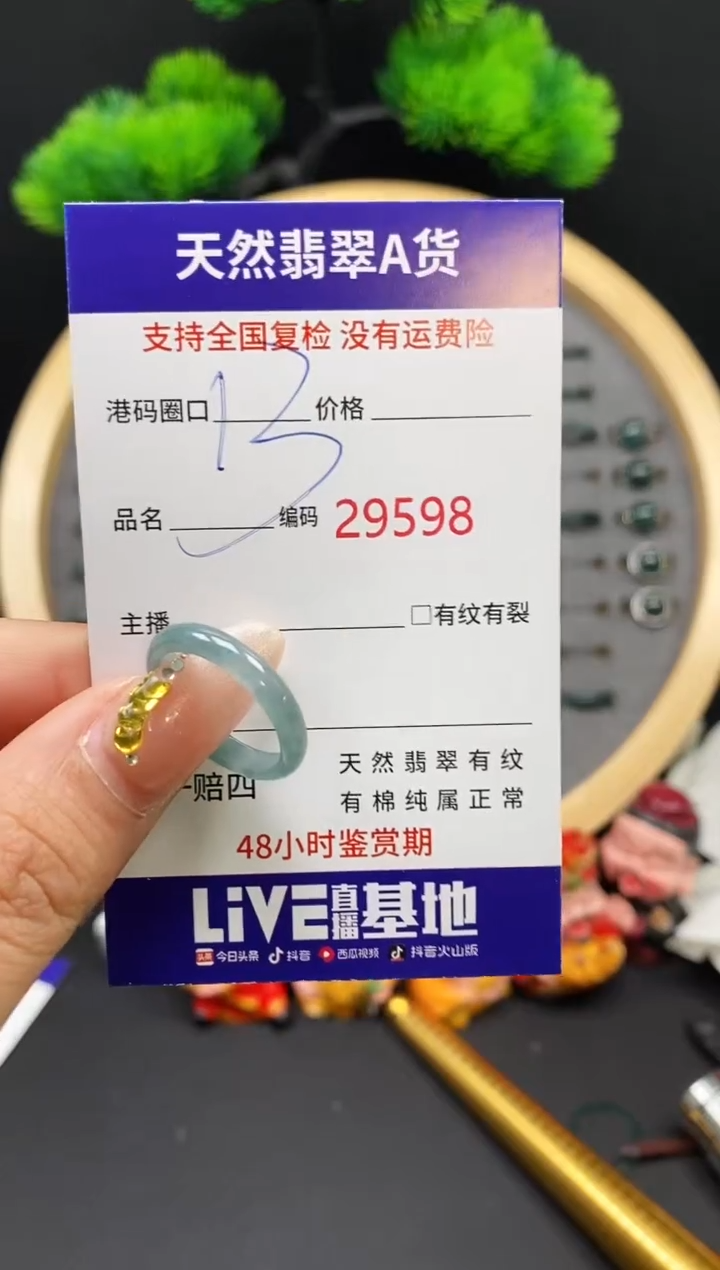 天然翡翠A货
支持全国复检 没有运费险
港码圈口 13 价格
品名 编码 29598
主播 □有纹有裂
赔四 天然翡翠有纹
有棉纯属正常
48小时鉴赏期
LiVE直播基地
头条 今日头条 抖音 西瓜视频 抖音火山版